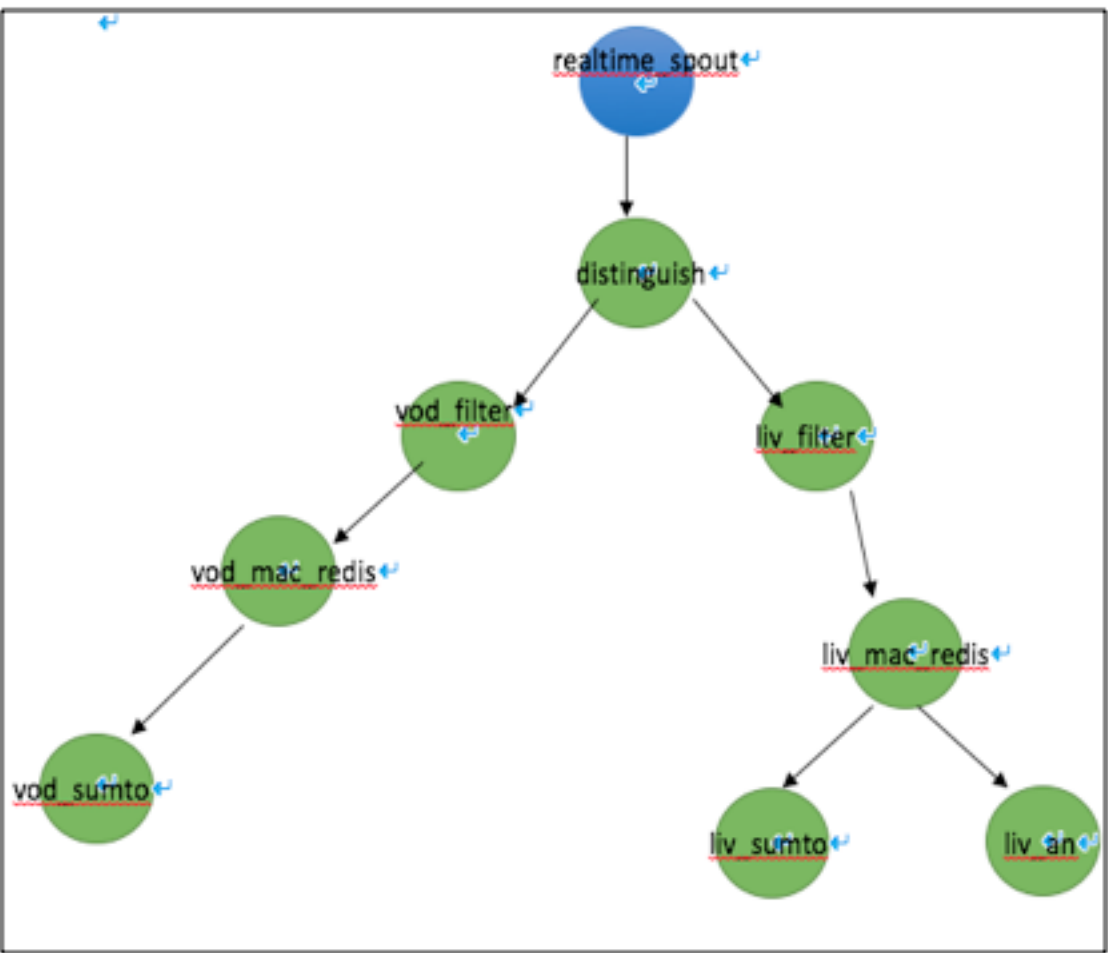 realtime_spout
distinguish
vod_filter
liv_filter
vod_mac_redis
liv_mac_redis
vod_sumto
liv_sumto
liv_an